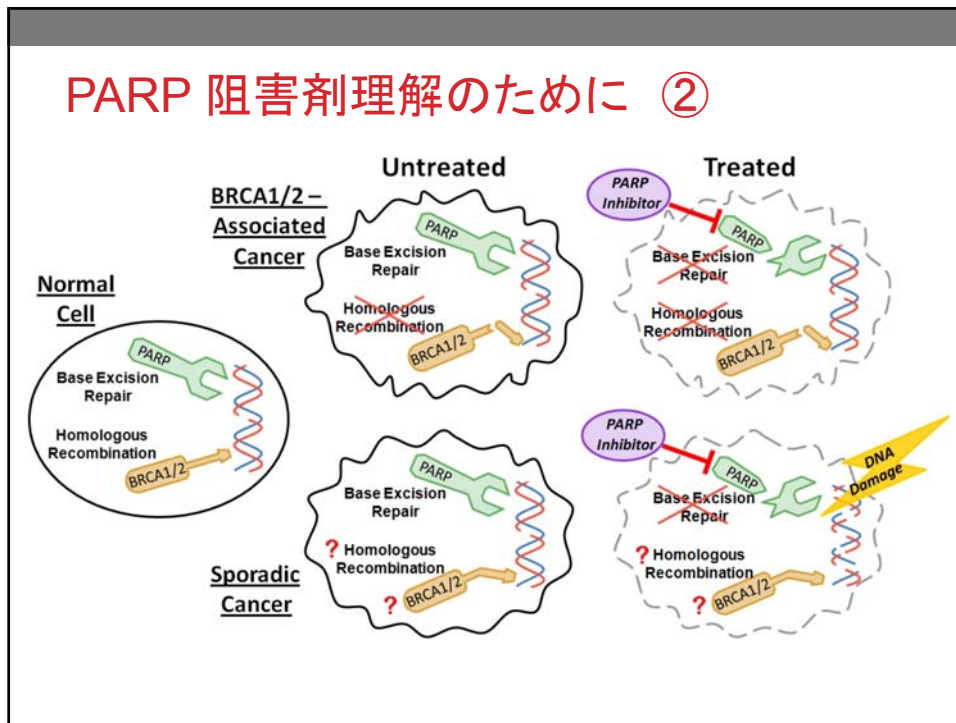 PARP 阻害剤理解のために ②
Untreated
Treated
BRCA1/2 –
Associated
Cancer
PARP
Base Excision
Repair
Homologous
Recombination
BRCA1/2
PARP
Inhibitor
PARP
Base Excision
Repair
Homologous
Recombination
BRCA1/2
Normal
Cell
PARP
Base Excision
Repair
Homologous
Recombination
BRCA1/2
Sporadic
Cancer
PARP
Base Excision
Repair
? Homologous
Recombination
? BRCA1/2
PARP
Inhibitor
PARP
Base Excision
Repair
? Homologous
Recombination
? BRCA1/2
DNA
Damage